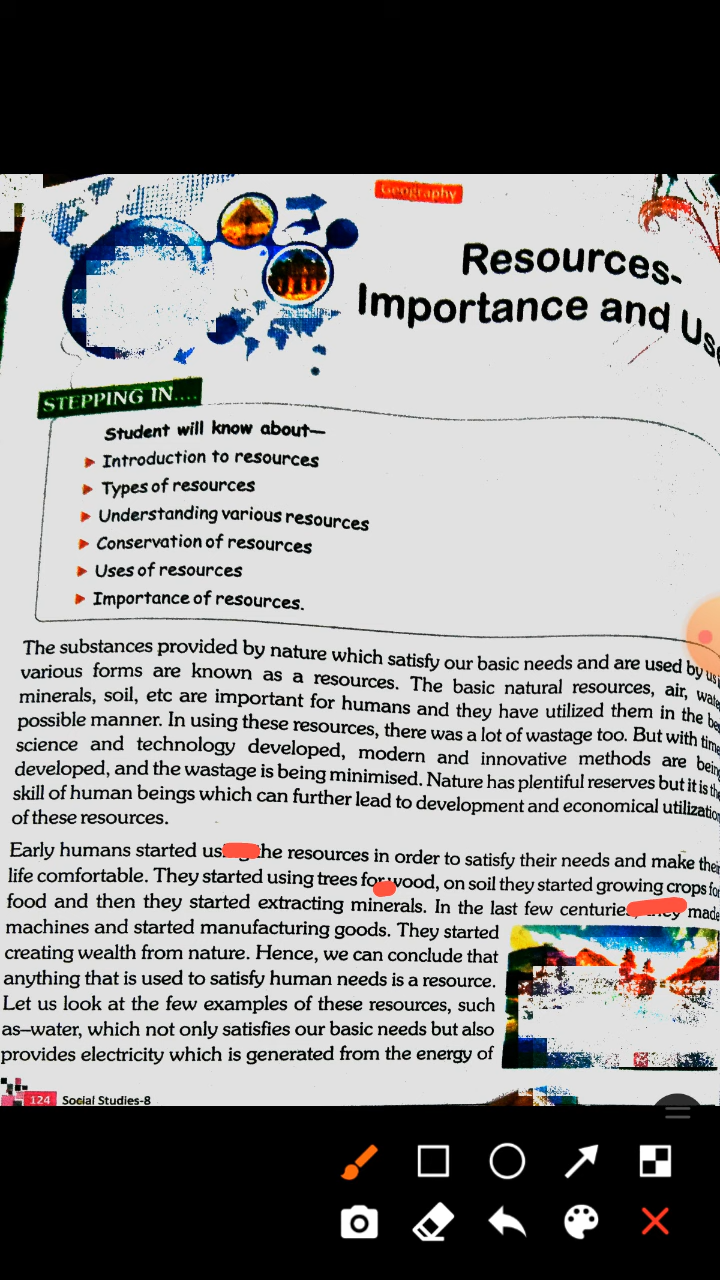 Geography
Resources-
Importance and
STEPPING IN....
Student will know about—
Introduction to resources
Types of resources
Understanding various resources
Conservation of resources
Uses of resources
Importance of resources.
The substances provided by nature which satisfy our basic needs and are used by us
various forms are known as a resources. The basic natural resources, air,
minerals, soil, etc are important for humans and they have utilized them in the
possible manner. In using these resources, there was a lot of wastage too. But with time
science and technology developed, modern and innovative methods are
developed, and the wastage is being minimised. Nature has plentiful reserves but it is
skill of human beings which can further lead to development and economical utilization
of these resources.
Early humans started the resources in order to satisfy their needs and make their
life comfortable. They started using trees for wood, on soil they started growing crops for
food and then they started extracting minerals. In the last few made
machines and started manufacturing goods. They started
creating wealth from nature. Hence, we can conclude that
anything that is used to satisfy human needs is a resource.
Let us look at the few examples of these resources, such
as–water, which not only satisfies our basic needs but also
provides electricity which is generated from the energy of
124 Social Studies-8